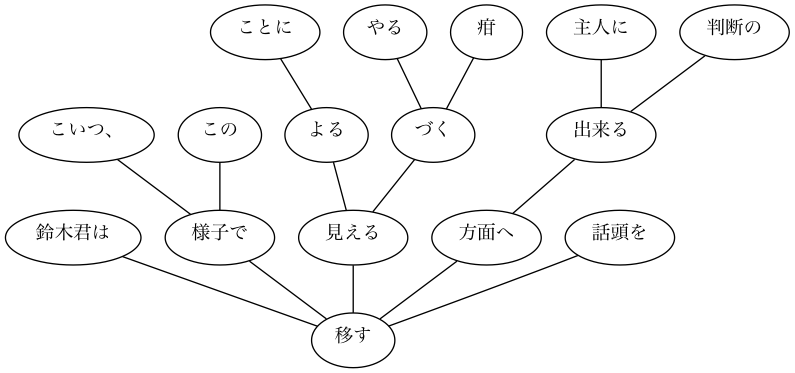 ことに やる 疳 主人に 判断の
こいつ、 この よる づく 出来る
鈴木君は 様子で 見える 方面へ 話頭を
移す